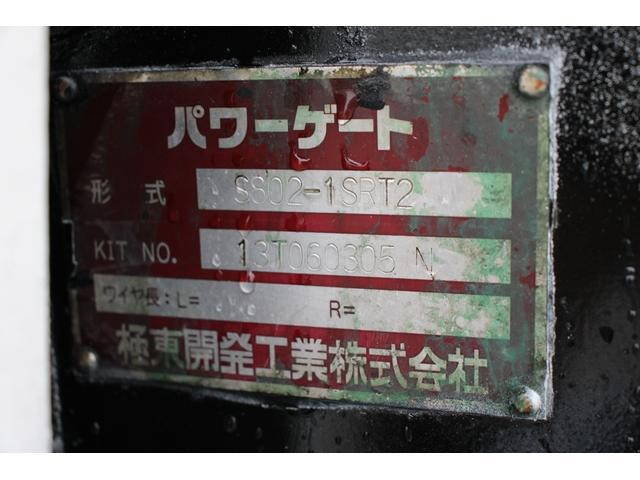 パワーゲート
形式 S802-1SRT2
KIT NO. 13T060305 N
ワイヤ長:L= R=
極東開発工業株式会社